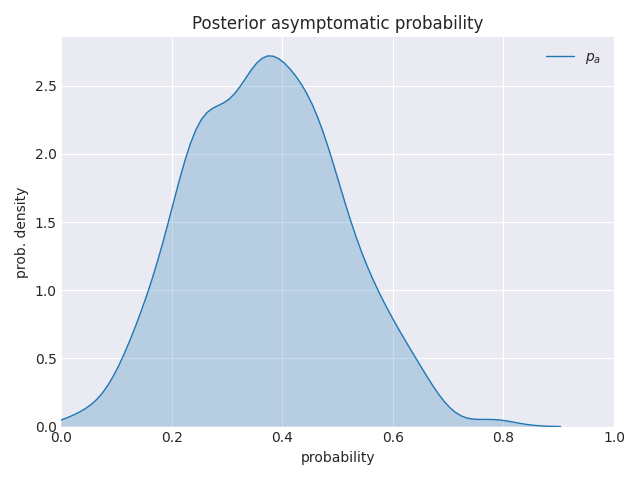 Posterior asymptomatic probability
pₐ
prob. density
2.5
2.0
1.5
1.0
0.5
0.0
0.0 0.2 0.4 0.6 0.8 1.0
probability